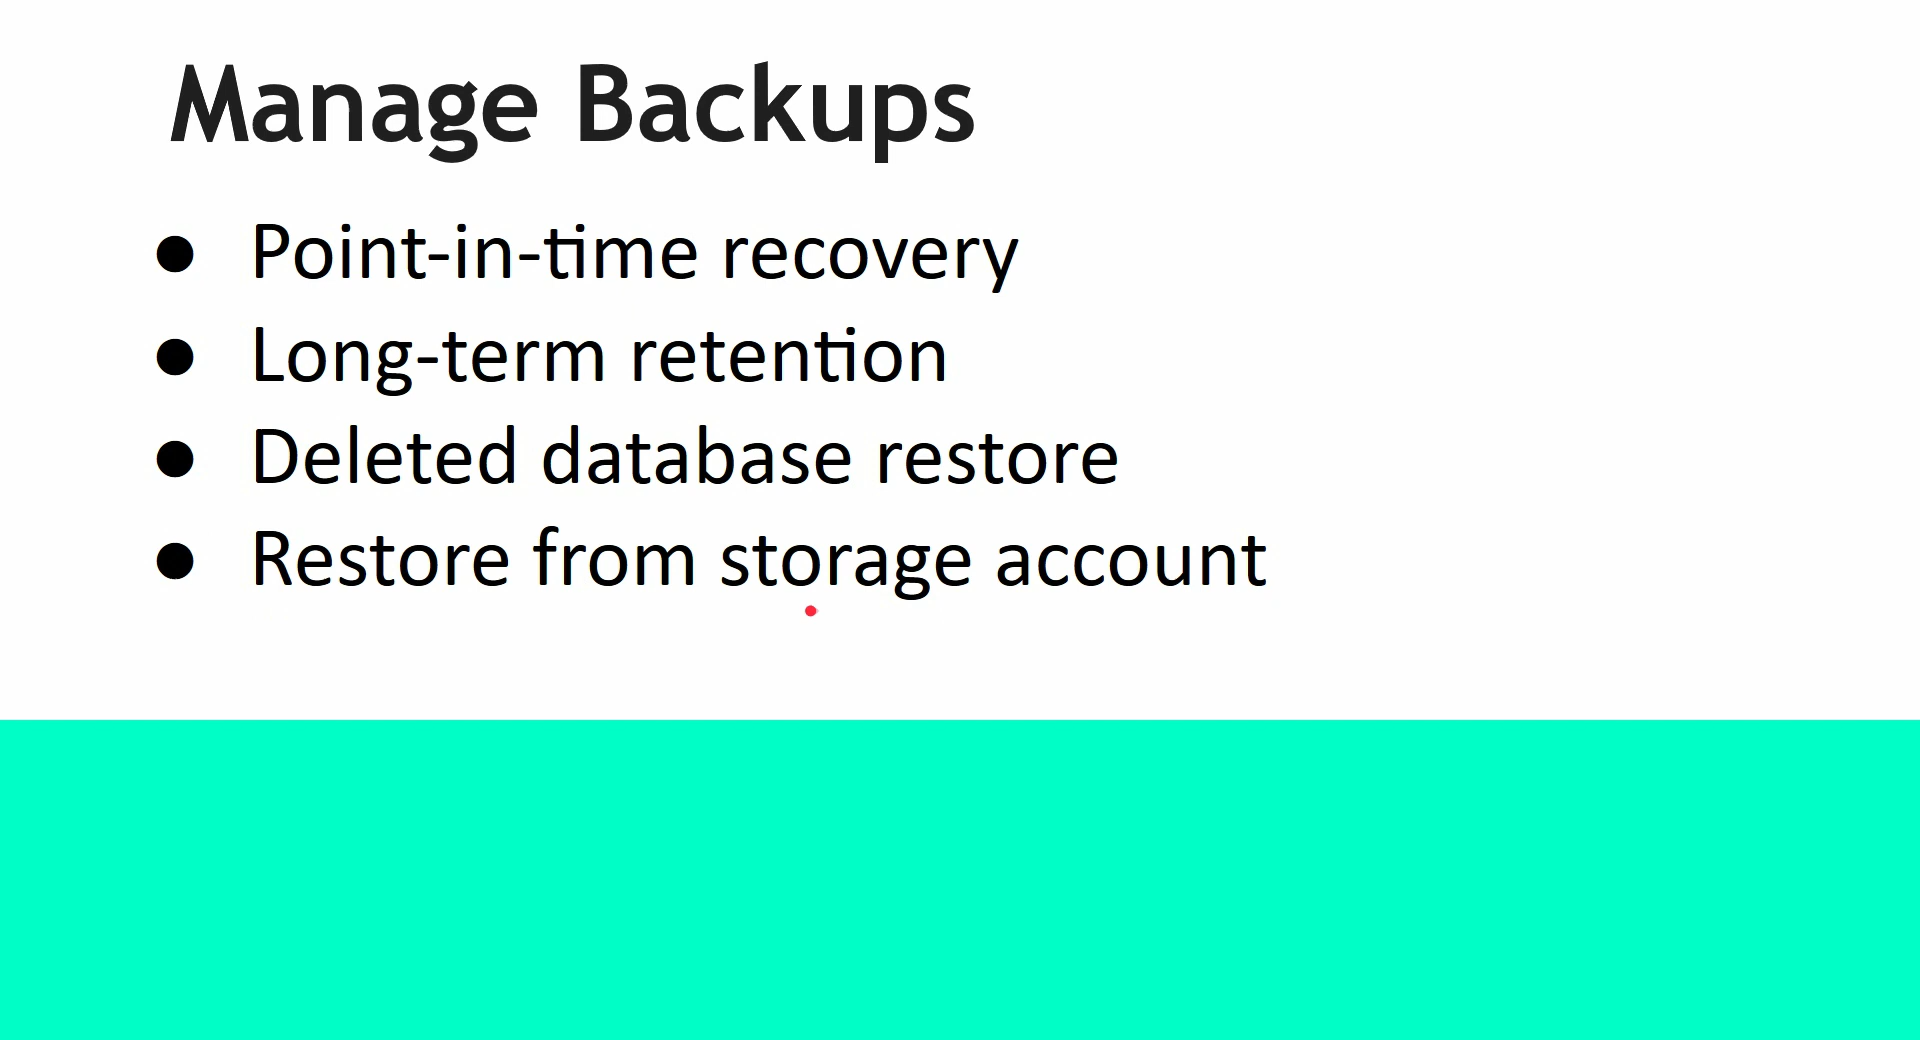 Manage Backups
● Point-in-time recovery
● Long-term retention
● Deleted database restore
● Restore from storage account